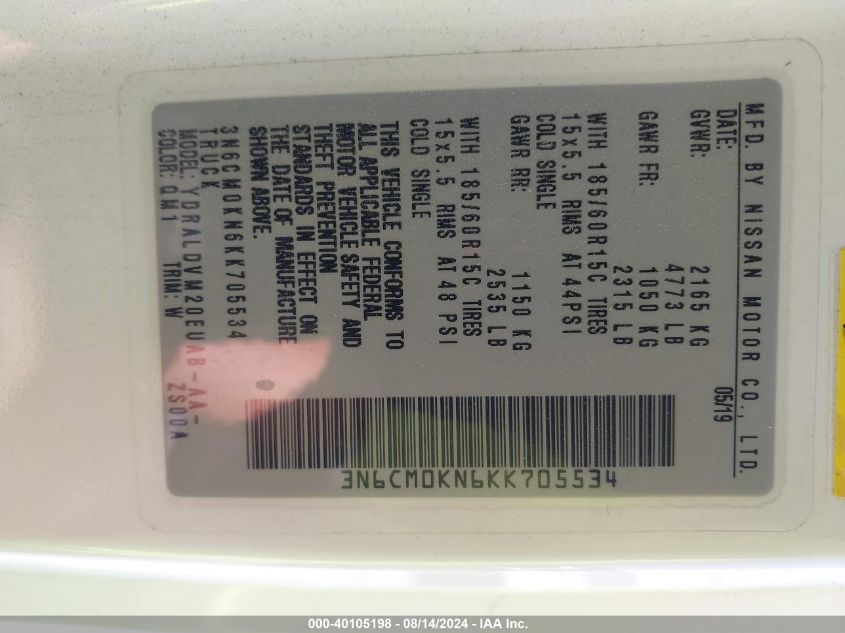 MFD. BY NISSAN MOTOR CO., LTD.
DATE: 05/19
GVWR: 2165 KG
4773 LB
GAWR FR: 1050 KG
2315 LB
WITH 185/60R15C TIRES
15x5.5 RIMS AT 44PSI
COLD SINGLE
GAWR RR: 1150 KG
2535 LB
WITH 185/60R15C TIRES
15x5.5 RIMS AT 48 PSI
COLD SINGLE
THIS VEHICLE CONFORMS TO
ALL APPLICABLE FEDERAL
MOTOR VEHICLE SAFETY AND
THEFT PREVENTION
STANDARDS IN EFFECT ON
THE DATE OF MANUFACTURE
SHOWN ABOVE.
3N6CM0KN6KK705534
TRUCK
MODEL: YDRALDVM20EUAB-AA-
ZS00A
COLOR: QM1 TRIM: W
3N6CM0KN6KK705534
000-40105198 - 08/14/2024 - IAA Inc.